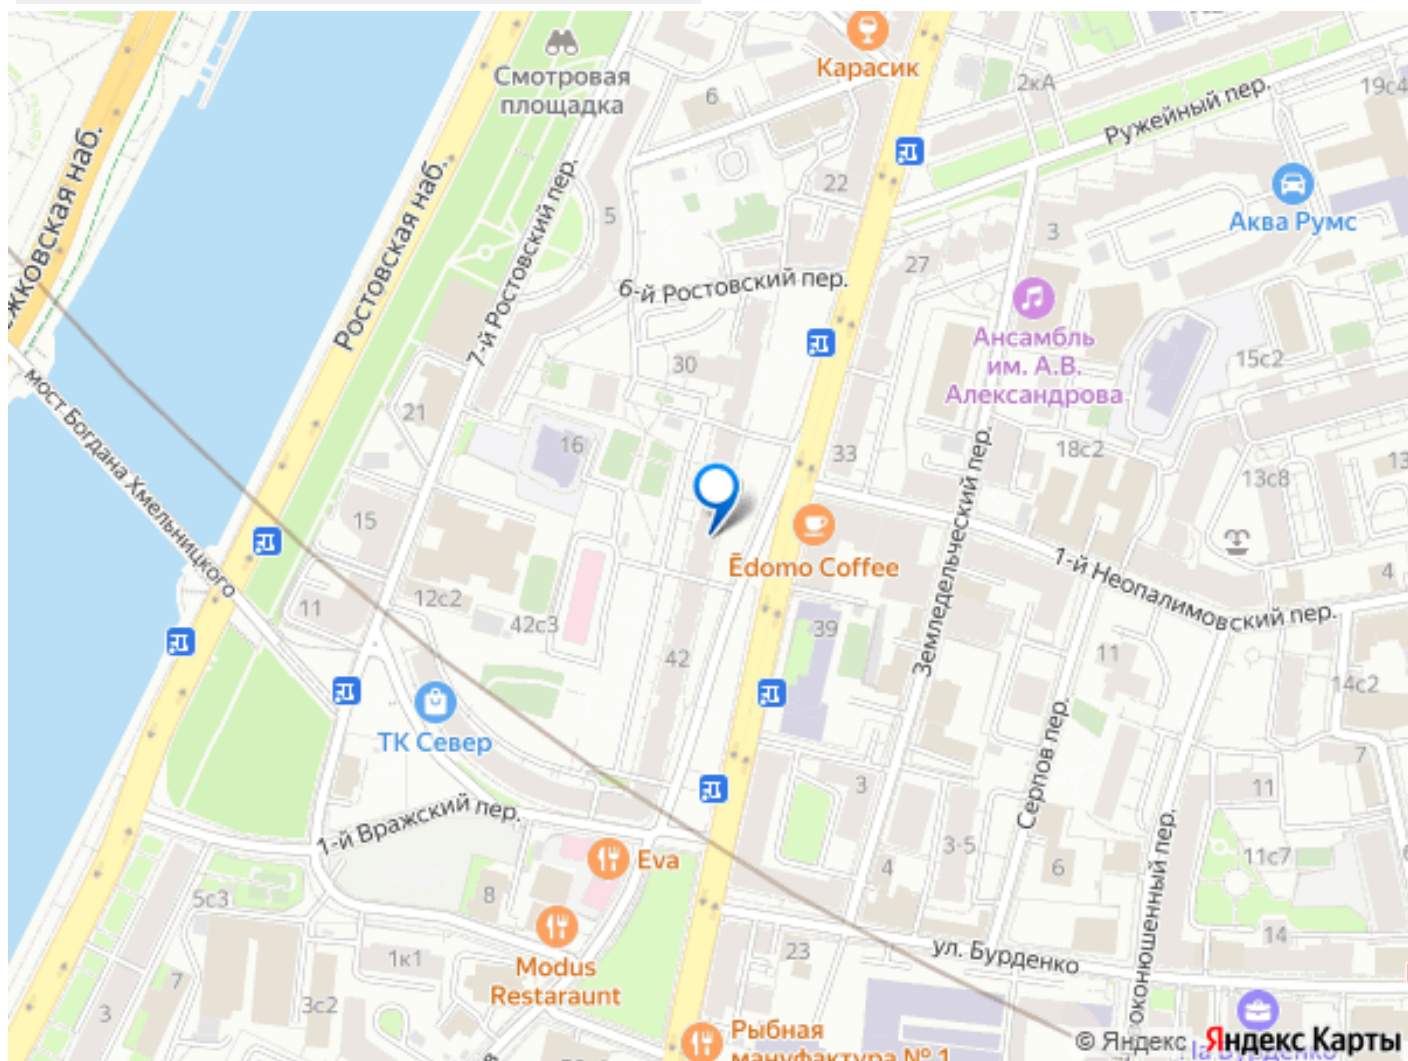 Карасик
Смотровая
площадка
6
2кА
19с4
Ружейный пер.
22
Аква Румс
5
3
27
7-й Ростовский пер.
Ростовская наб.
6-й Ростовский пер.
Ансамбль
им. А.В.
Александрова
30
15с2
мост Богдана Хмельницкого
21
16
33
18с2
13с8
13
15
Ēdomo Coffee
1-й Неопалимовский пер.
4
Земледельческий пер.
12с2
11
42с3
39
42
11
14с2
ТК Север
Серпов пер.
7
3
11
1-й Вражский пер.
3-5
11с7
Eva
4
6
5с3
8
14
1к1
23
ул. Бурденко
Modus
Restaraunt
7
3с2
3
Рыбная
мануфактура № 1
© Яндекс Яндекс Карты